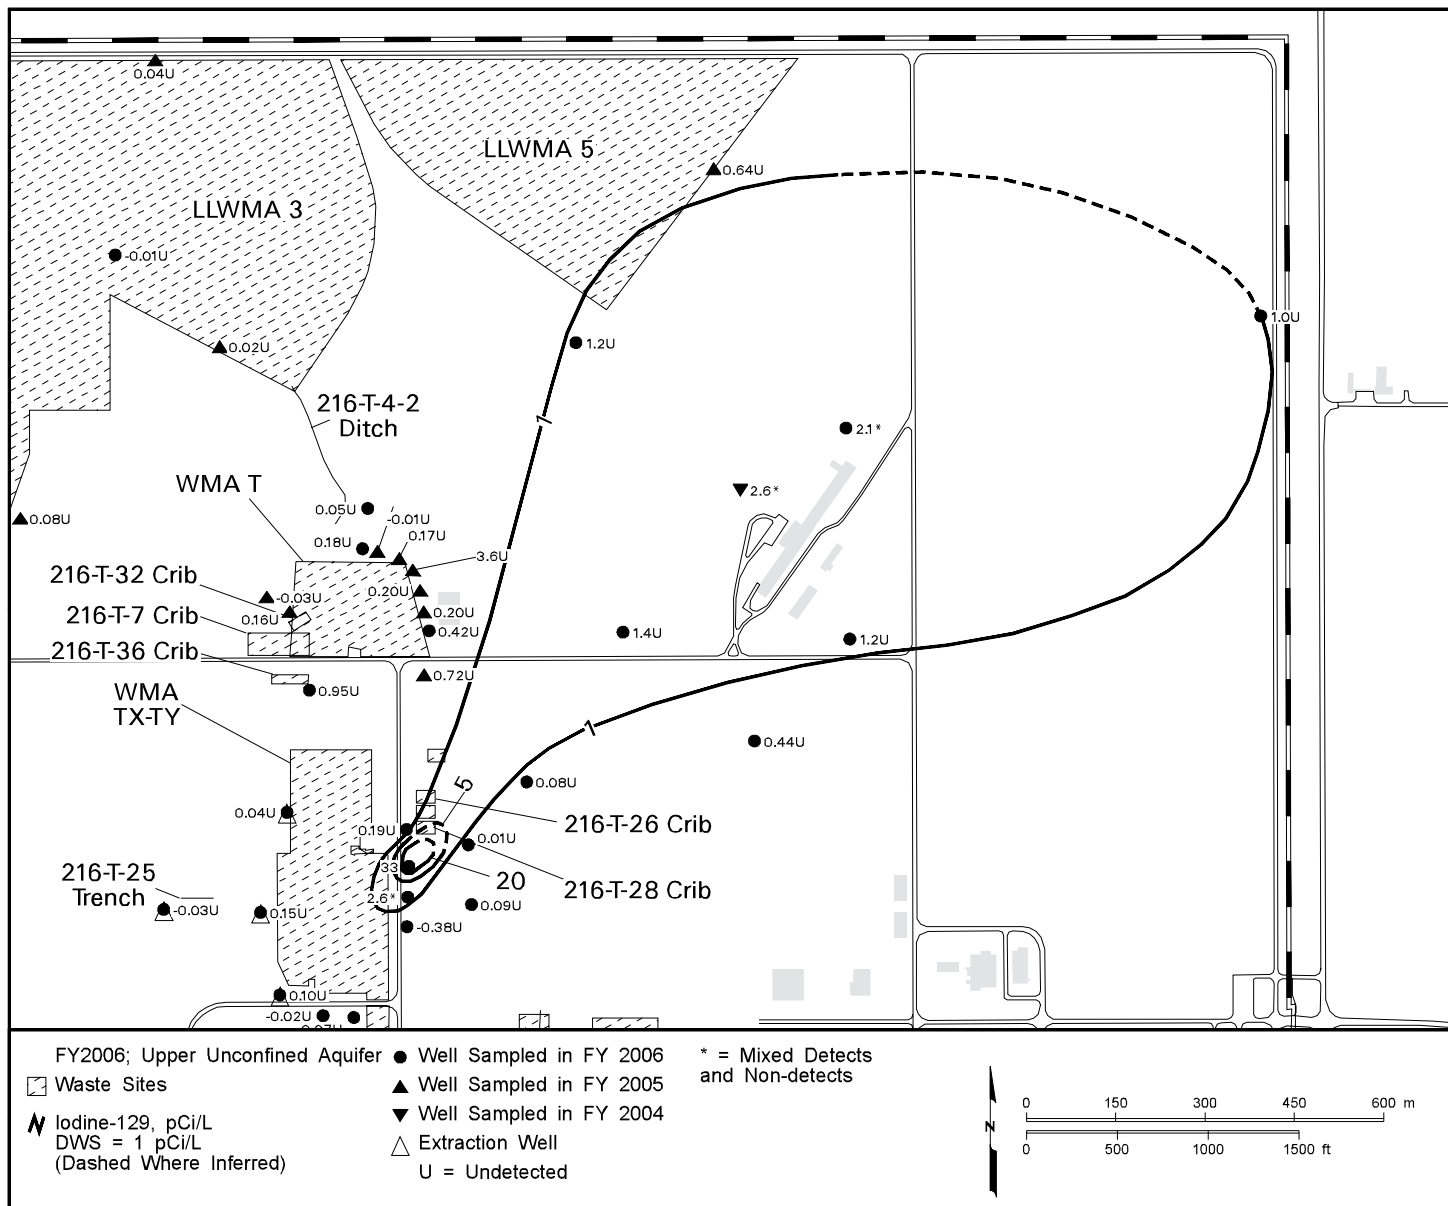 0.04U
LLWMA 5
0.64U
LLWMA 3
-0.01U
1.0U
0.02U
1.2U
216-T-4-2
Ditch
1
2.1*
WMA T
2.6*
0.08U
0.05U
-0.01U
0.17U
0.18U
3.6U
216-T-32 Crib
0.20U
-0.03U
0.20U
216-T-7 Crib
0.16U
0.42U
1.4U
1.2U
216-T-36 Crib
0.72U
WMA
TX-TY
0.95U
1
0.44U
5
0.08U
0.04U
216-T-26 Crib
0.19U
0.01U
33
216-T-25
Trench
20
216-T-28 Crib
2.6*
-0.03U
0.15U
0.09U
-0.38U
0.10U
-0.02U
FY2006; Upper Unconfined Aquifer
Waste Sites
Iodine-129, pCi/L
DWS = 1 pCi/L
(Dashed Where Inferred)
Well Sampled in FY 2006
Well Sampled in FY 2005
Well Sampled in FY 2004
Extraction Well
U = Undetected
* = Mixed Detects
and Non-detects
N
0 150 300 450 600 m
0 500 1000 1500 ft